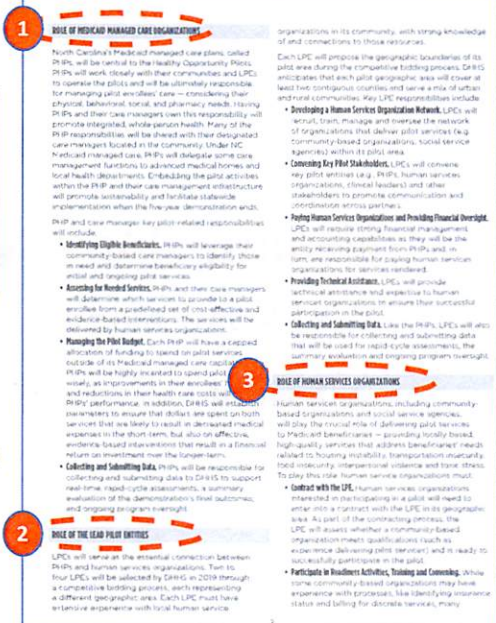 1
ROLE OF MEDICAID MANAGED CARE ORGANIZATIONS
North Carolina's Medicaid managed care plans, called
PHPs, will be central to the Healthy Opportunity Pilots.
PHPs will work closely with their communities and LPEs
to operate the pilots and will be ultimately responsible
for managing pilot enrollees' care – considering their
physical, behavioral, social, and pharmacy needs. Having
PHPs and their care managers own this responsibility will
promote integrated, whole-person health. Many of the
PHP responsibilities will be shared with their designated
care managers located in the community. Under NC
Medicaid managed care, PHPs will delegate some care
management functions to advanced medical homes and
local health departments. Embedding the pilot activities
within the PHP and their care management infrastructure
will promote sustainability and facilitate statewide
implementation when the five-year demonstration ends.
PHP and care manager key pilot-related responsibilities
will include:
• Identifying Eligible Beneficiaries. PHPs will leverage their
community-based care managers to identify those
in need and determine beneficiary eligibility for
initial and ongoing pilot services.
• Assessing for Needed Services. PHPs and their care managers
will determine which services to provide to a pilot
enrollee from a predefined set of cost-effective and
evidence-based interventions. The services will be
delivered by human services organizations.
• Managing the Pilot Budget. Each PHP will have a capped
allocation of funding to spend on pilot services
outside of its Medicaid managed care capitat
PHPs will be highly incented to spend pilot
wisely, as improvements in their enrollees'
and reductions in their health care costs will
PHPs' performance. In addition, DHHS will establish
parameters to ensure that dollars are spent on both
services that are likely to result in decreased medical
expenses in the short-term, but also on effective,
evidence-based interventions that result in a financial
return on investment over the longer-term.
• Collecting and Submitting Data. PHPs will be responsible for
collecting and submitting data to DHHS to support
real-time, rapid-cycle assessments, a summary
evaluation of the demonstration's final outcomes,
and ongoing program oversight.
2
ROLE OF THE LEAD PILOT ENTITIES
LPEs will serve as the essential connection between
PHPs and human services organizations. Two to
four LPEs will be selected by DHHS in 2019 through
a competitive bidding process, each representing
a different geographic area. Each LPE must have
extensive experience with local human service
organizations in its community, with strong knowledge
of and connections to those resources.
Each LPE will propose the geographic boundaries of its
pilot area during the competitive bidding process. DHHS
anticipates that each pilot geographic area will cover at
least two contiguous counties and serve a mix of urban
and rural communities. Key LPE responsibilities include:
• Developing a Human Services Organization Network. LPEs will
recruit, train, manage and oversee the network
of organizations that deliver pilot services (e.g.
community-based organizations, social service
agencies) within its pilot area.
• Convening Key Pilot Stakeholders. LPEs will convene
key pilot entities (e.g., PHPs, human services
organizations, clinical leaders) and other
stakeholders to promote communication and
coordination across partners.
• Paying Human Services Organizations and Providing Financial Oversight.
LPEs will require strong financial management
and accounting capabilities as they will be the
entity receiving payment from PHPs and, in
turn, are responsible for paying human services
organizations for services rendered.
• Providing Technical Assistance. LPEs will provide
technical assistance and expertise to human
services organizations to ensure their successful
participation in the pilot.
• Collecting and Submitting Data. Like the PHPs, LPEs will also
be responsible for collecting and submitting data
that will be used for rapid-cycle assessments, the
summary evaluation and ongoing program oversight.
3
ROLE OF HUMAN SERVICES ORGANIZATIONS
Human services organizations, including community-
based organizations and social service agencies,
will play the crucial role of delivering pilot services
to Medicaid beneficiaries – providing locally based,
high-quality services that address beneficiaries' needs
related to housing instability, transportation insecurity,
food insecurity, interpersonal violence and toxic stress.
To play this role, human service organizations must:
• Contract with the LPE. Human services organizations
interested in participating in a pilot will need to
enter into a contract with the LPE in its geographic
area. As part of the contracting process, the
LPE will assess whether a community-based
organization meets qualifications (such as
experience delivering pilot services) and is ready to
successfully participate in the pilot.
• Participate in Readiness Activities, Training and Convening. While
some community-based organizations may have
experience with processes, like identifying insurance
status and billing for discrete services, many